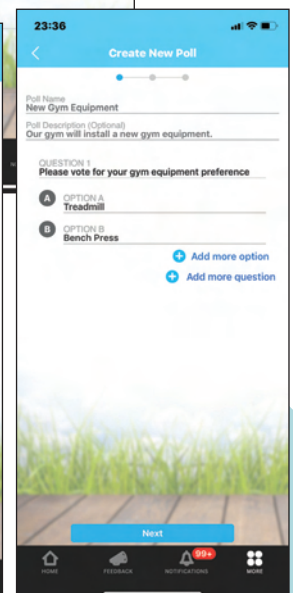 23:36
Create New Poll
Poll Name
New Gym Equipment
Poll Description (Optional)
Our gym will install a new gym equipment.
QUESTION 1
Please vote for your gym equipment preference
A OPTION A
Treadmill
B OPTION B
Bench Press
Add more option
Add more question
Next
99+
HOME
FEEDBACK
NOTIFICATIONS
MORE